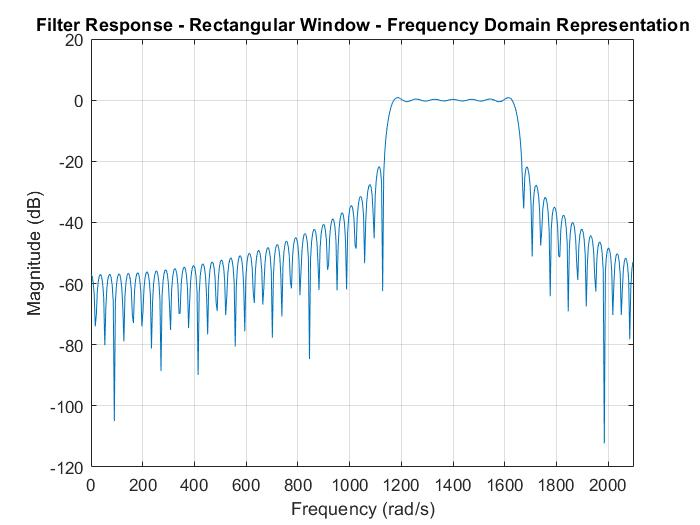 Filter Response - Rectangular Window - Frequency Domain Representation
20
0
-20
-40
-60
-80
-100
-120
Magnitude (dB)
0 200 400 600 800 1000 1200 1400 1600 1800 2000
Frequency (rad/s)